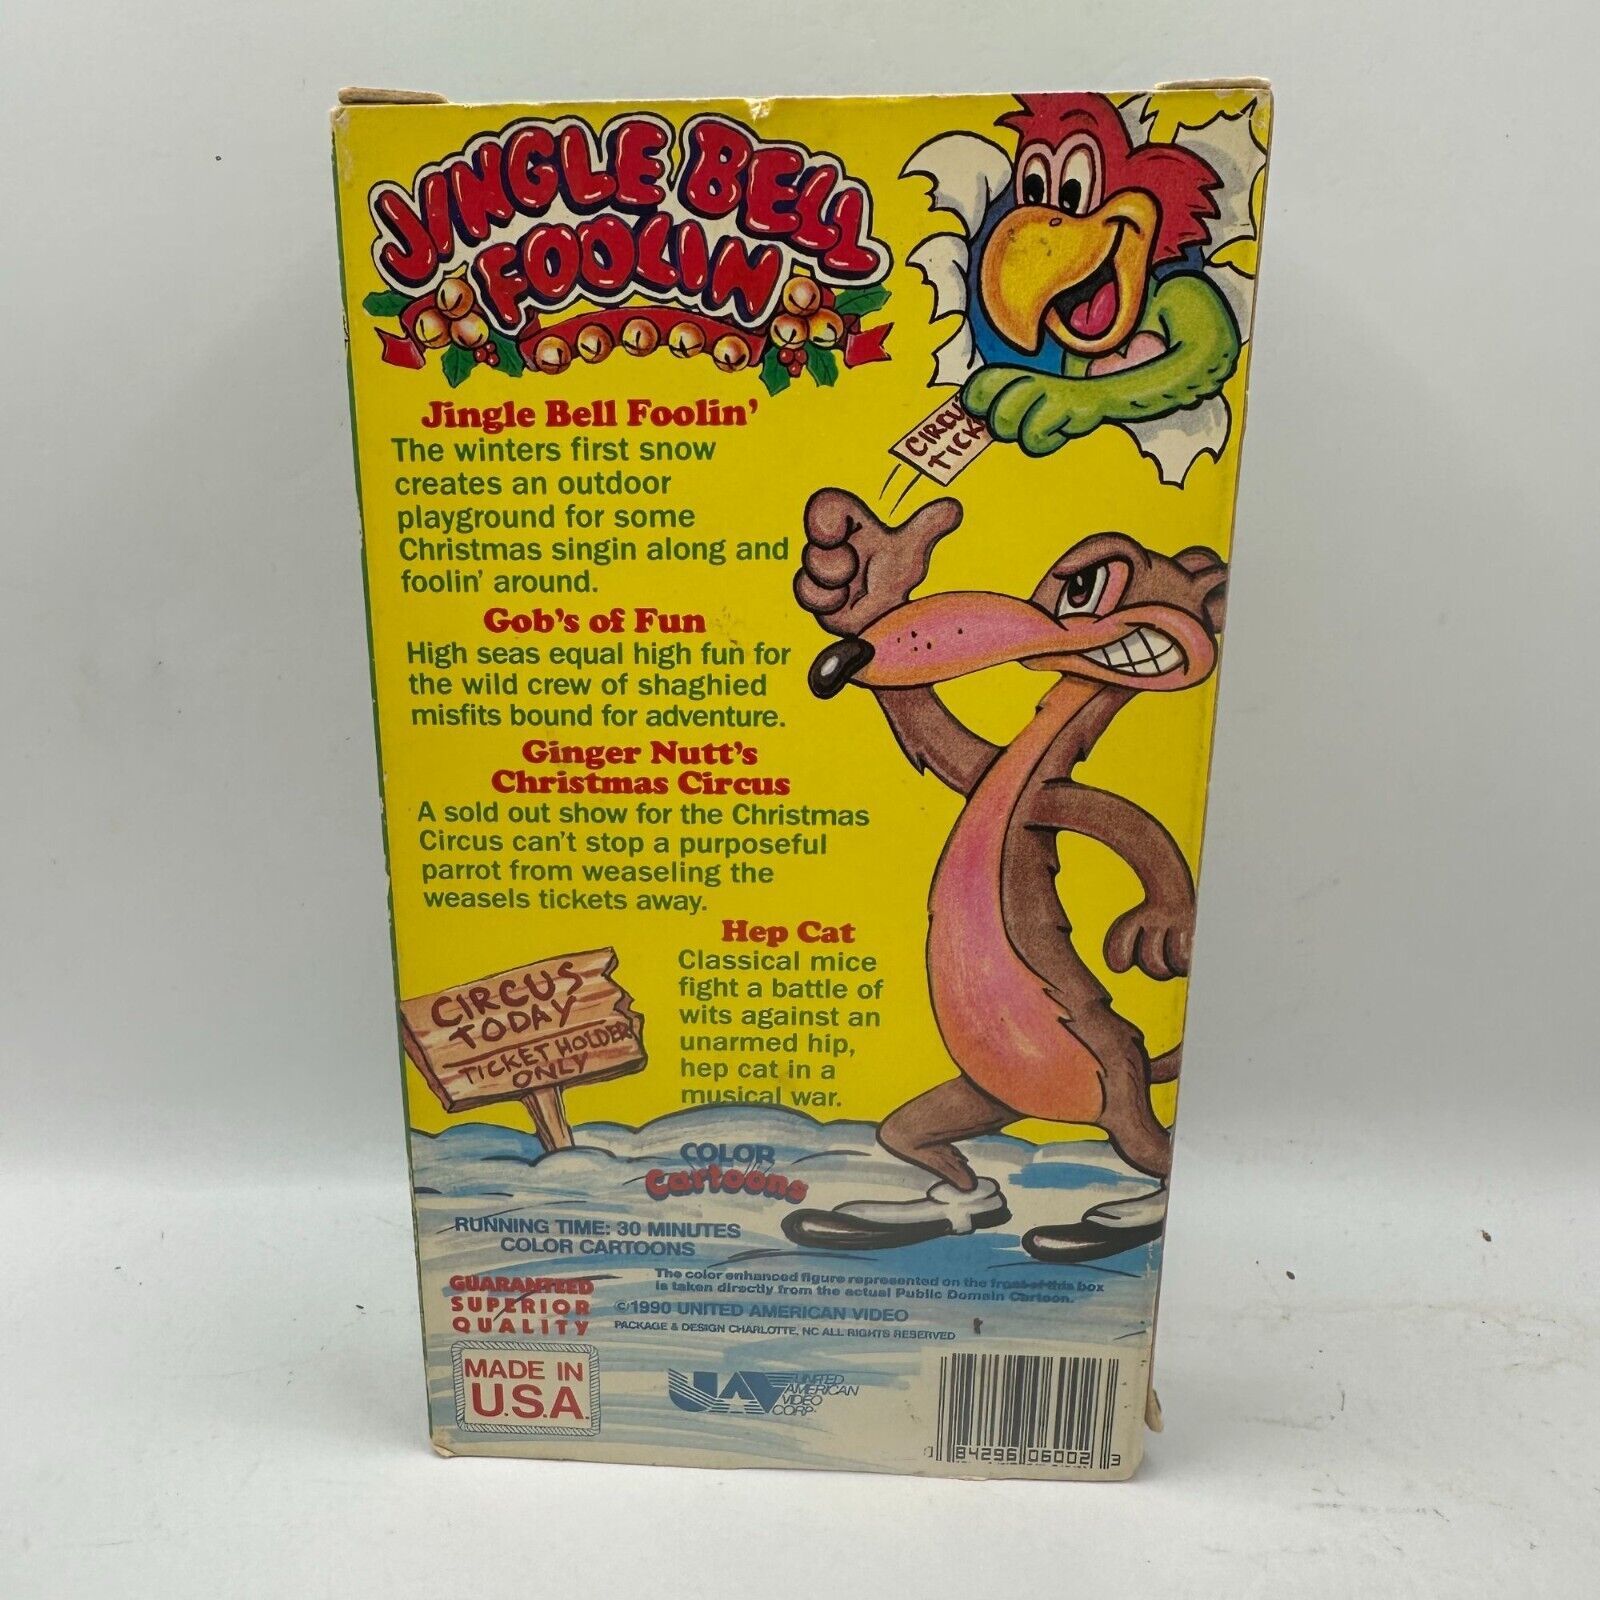 JINGLE BELL
FOOLIN
CIRCUS
TICK
Jingle Bell Foolin'
The winters first snow
creates an outdoor
playground for some
Christmas singin along and
foolin' around.
Gob's of Fun
High seas equal high fun for
the wild crew of shaghied
misfits bound for adventure.
Ginger Nutt's
Christmas Circus
A sold out show for the Christmas
Circus can't stop a purposeful
parrot from weaseling the
weasels tickets away.
Hep Cat
Classical mice
fight a battle of
wits against an
unarmed hip,
hep cat in a
musical war.
CIRCUS
TODAY
TICKET HOLDER
ONLY
COLOR
Cartoons
RUNNING TIME: 30 MINUTES
COLOR CARTOONS
GUARANTEED
SUPERIOR
QUALITY
The color enhanced figure represented on the front of this box
is taken directly from the actual Public Domain Cartoon.
©1990 UNITED AMERICAN VIDEO
PACKAGE & DESIGN CHARLOTTE, NC ALL RIGHTS RESERVED
MADE IN
U.S.A.
UAV
UNITED
AMERICAN
VIDEO
CORP.
0 84296 06002 3